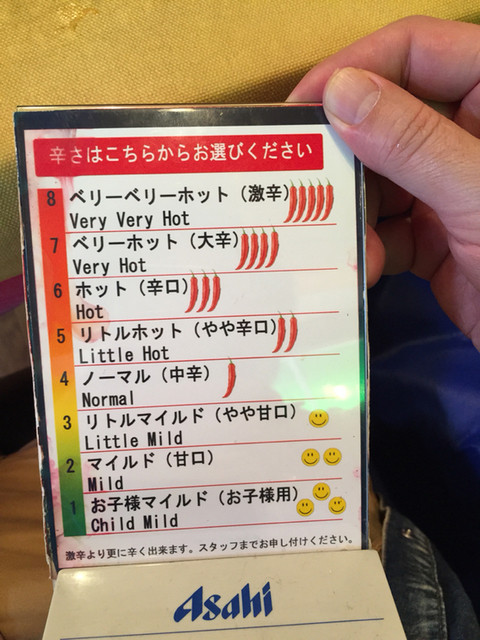 辛さはこちらからお選びください
8 ベリーベリーホット（激辛）
Very Very Hot
7 ベリーホット（大辛）
Very Hot
6 ホット（辛口）
Hot
5 リトルホット（やや辛口）
Little Hot
4 ノーマル（中辛）
Normal
3 リトルマイルド（やや甘口）
Little Mild
2 マイルド（甘口）
Mild
1 お子様マイルド（お子様用）
Child Mild
激辛より更に辛く出来ます。スタッフまでお申し付けください。
Asahi